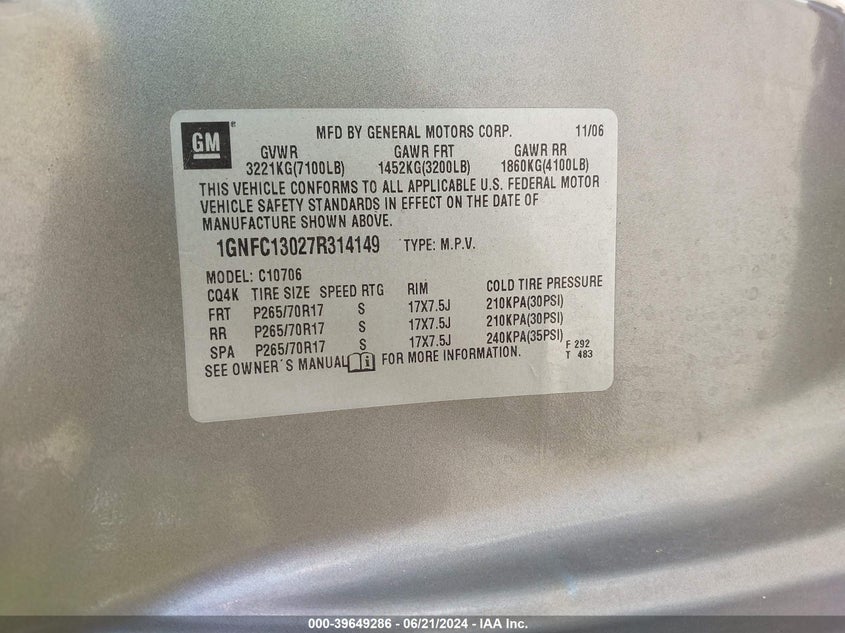 GM ® MFD BY GENERAL MOTORS CORP. 11/06
GVWR GAWR FRT GAWR RR
3221KG(7100LB) 1452KG(3200LB) 1860KG(4100LB)
THIS VEHICLE CONFORMS TO ALL APPLICABLE U.S. FEDERAL MOTOR
VEHICLE SAFETY STANDARDS IN EFFECT ON THE DATE OF
MANUFACTURE SHOWN ABOVE.
1GNFC13027R314149 TYPE: M.P.V.
MODEL: C10706
CQ4K TIRE SIZE SPEED RTG RIM COLD TIRE PRESSURE
FRT P265/70R17 S 17X7.5J 210KPA(30PSI)
RR P265/70R17 S 17X7.5J 210KPA(30PSI)
SPA P265/70R17 S 17X7.5J 240KPA(35PSI)
SEE OWNER'S MANUAL i FOR MORE INFORMATION.
F 292
T 483
000-39649286 - 06/21/2024 - IAA Inc.